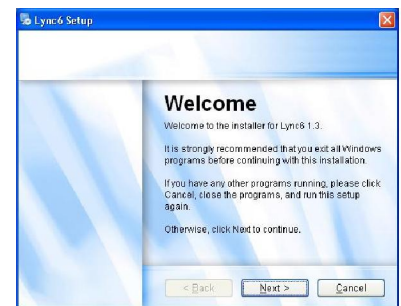 Lync6 Setup
Welcome
Welcome to the installer for Lync6 1.3.
It is strongly recommended that you exit all Windows
programs before continuing with this installation.
If you have any other programs running, please click
Cancel, close the programs, and run this setup
again.
Otherwise, click Next to continue.
< Back
Next >
Cancel